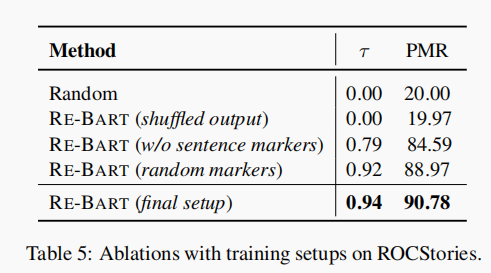 Method τ PMR
Random 0.00 20.00
RE-BART (shuffled output) 0.00 19.97
RE-BART (w/o sentence markers) 0.79 84.59
RE-BART (random markers) 0.92 88.97
RE-BART (final setup) 0.94 90.78
Table 5: Ablations with training setups on ROCStories.